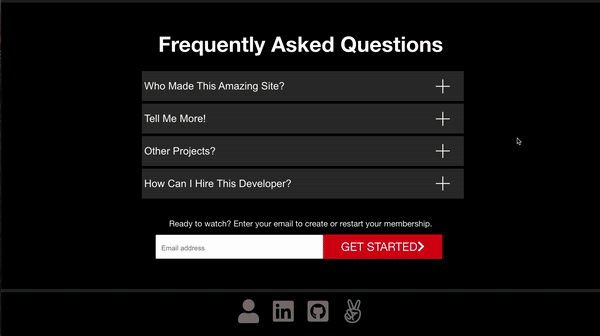 Frequently Asked Questions
Who Made This Amazing Site?
Tell Me More!
Other Projects?
How Can I Hire This Developer?
Ready to watch? Enter your email to create or restart your membership.
Email address
GET STARTED
in